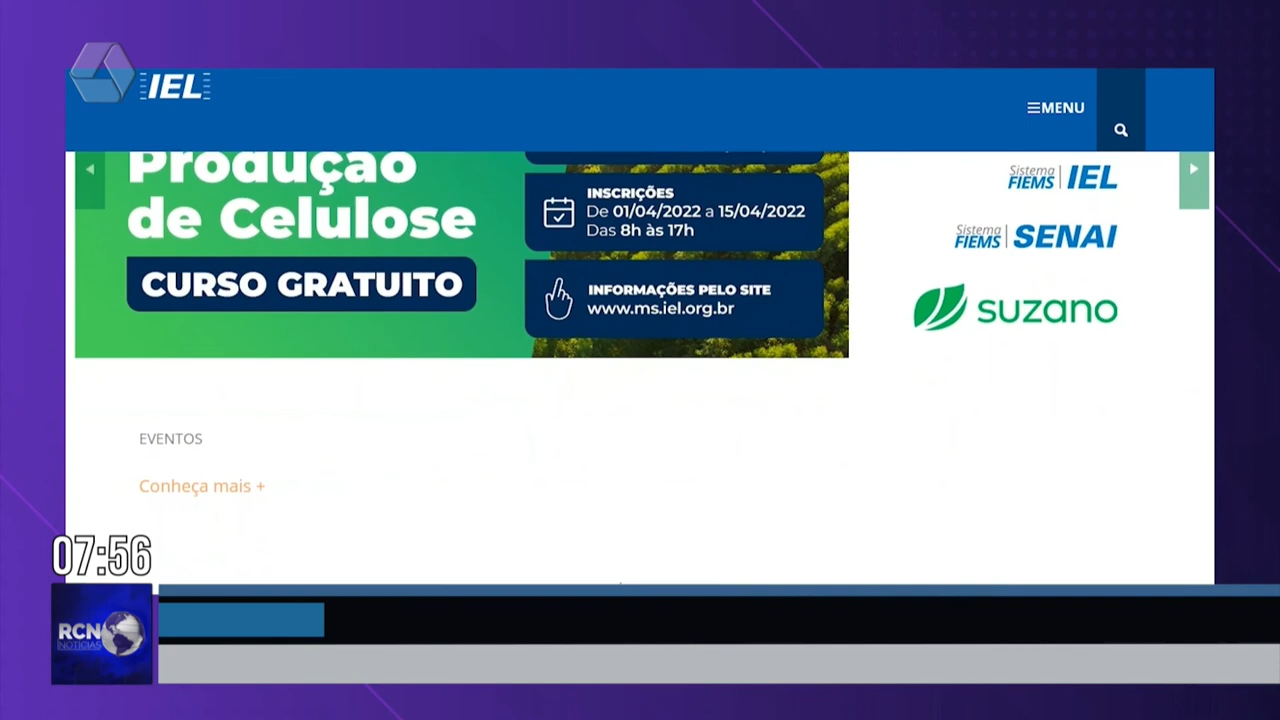 IEL
MENU
Produção
de Celulose
CURSO GRATUITO
INSCRIÇÕES
De 01/04/2022 a 15/04/2022
Das 8h às 17h
INFORMAÇÕES PELO SITE
www.ms.iel.org.br
Sistema
FIEMS IEL
Sistema
FIEMS SENAI
suzano
EVENTOS
Conheça mais +
07:56
RCN
NOTÍCIAS